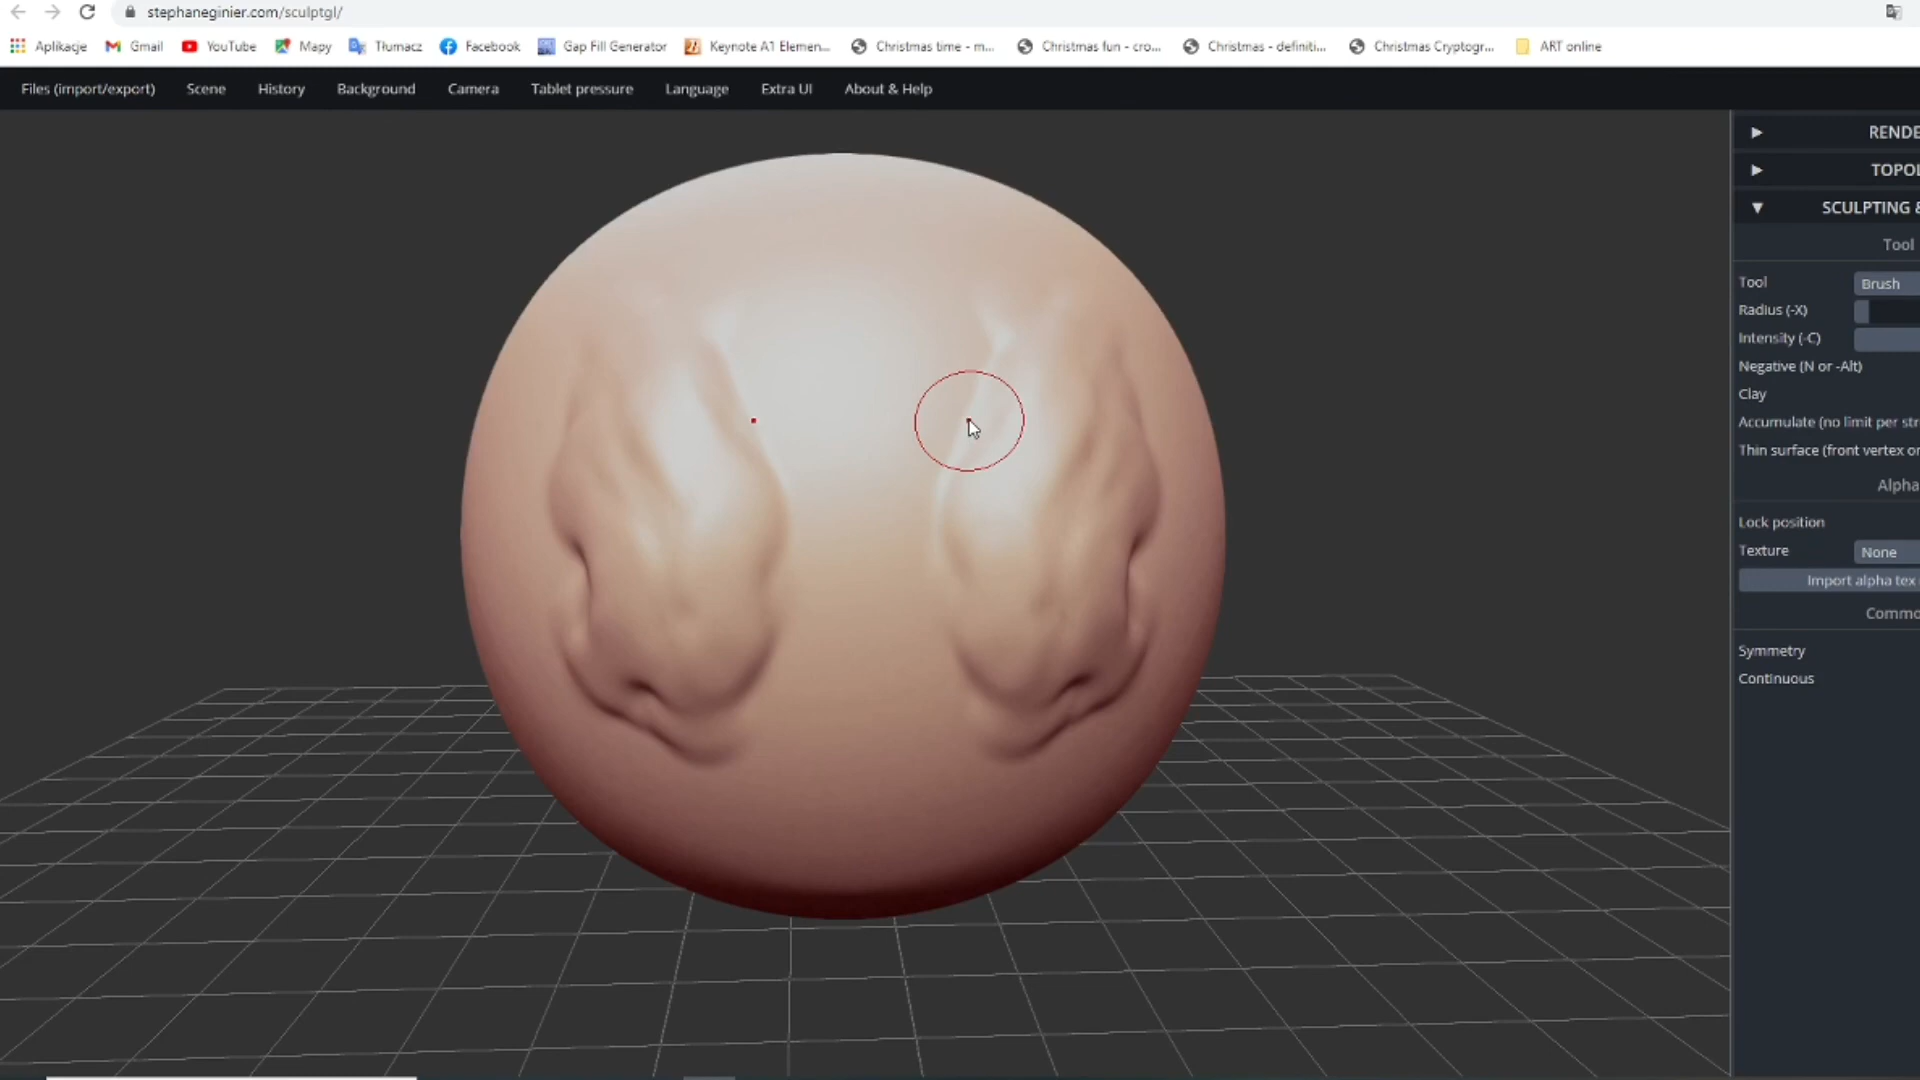 stephaneginier.com/sculptgl/
Aplikacje Gmail YouTube Mapy Tłumacz Facebook Gap Fill Generator Keynote A1 Elemen... Christmas time - m... Christmas fun - cro... Christmas - definiti... Christmas Cryptogr... ART online
Files (import/export) Scene History Background Camera Tablet pressure Language Extra UI About & Help
RENDE
TOPOL
SCULPTING &
Tool
Tool Brush
Radius (-X)
Intensity (-C)
Negative (N or -Alt)
Clay
Accumulate (no limit per str
Thin surface (front vertex or
Alpha
Lock position
Texture None
Import alpha tex
Commo
Symmetry
Continuous